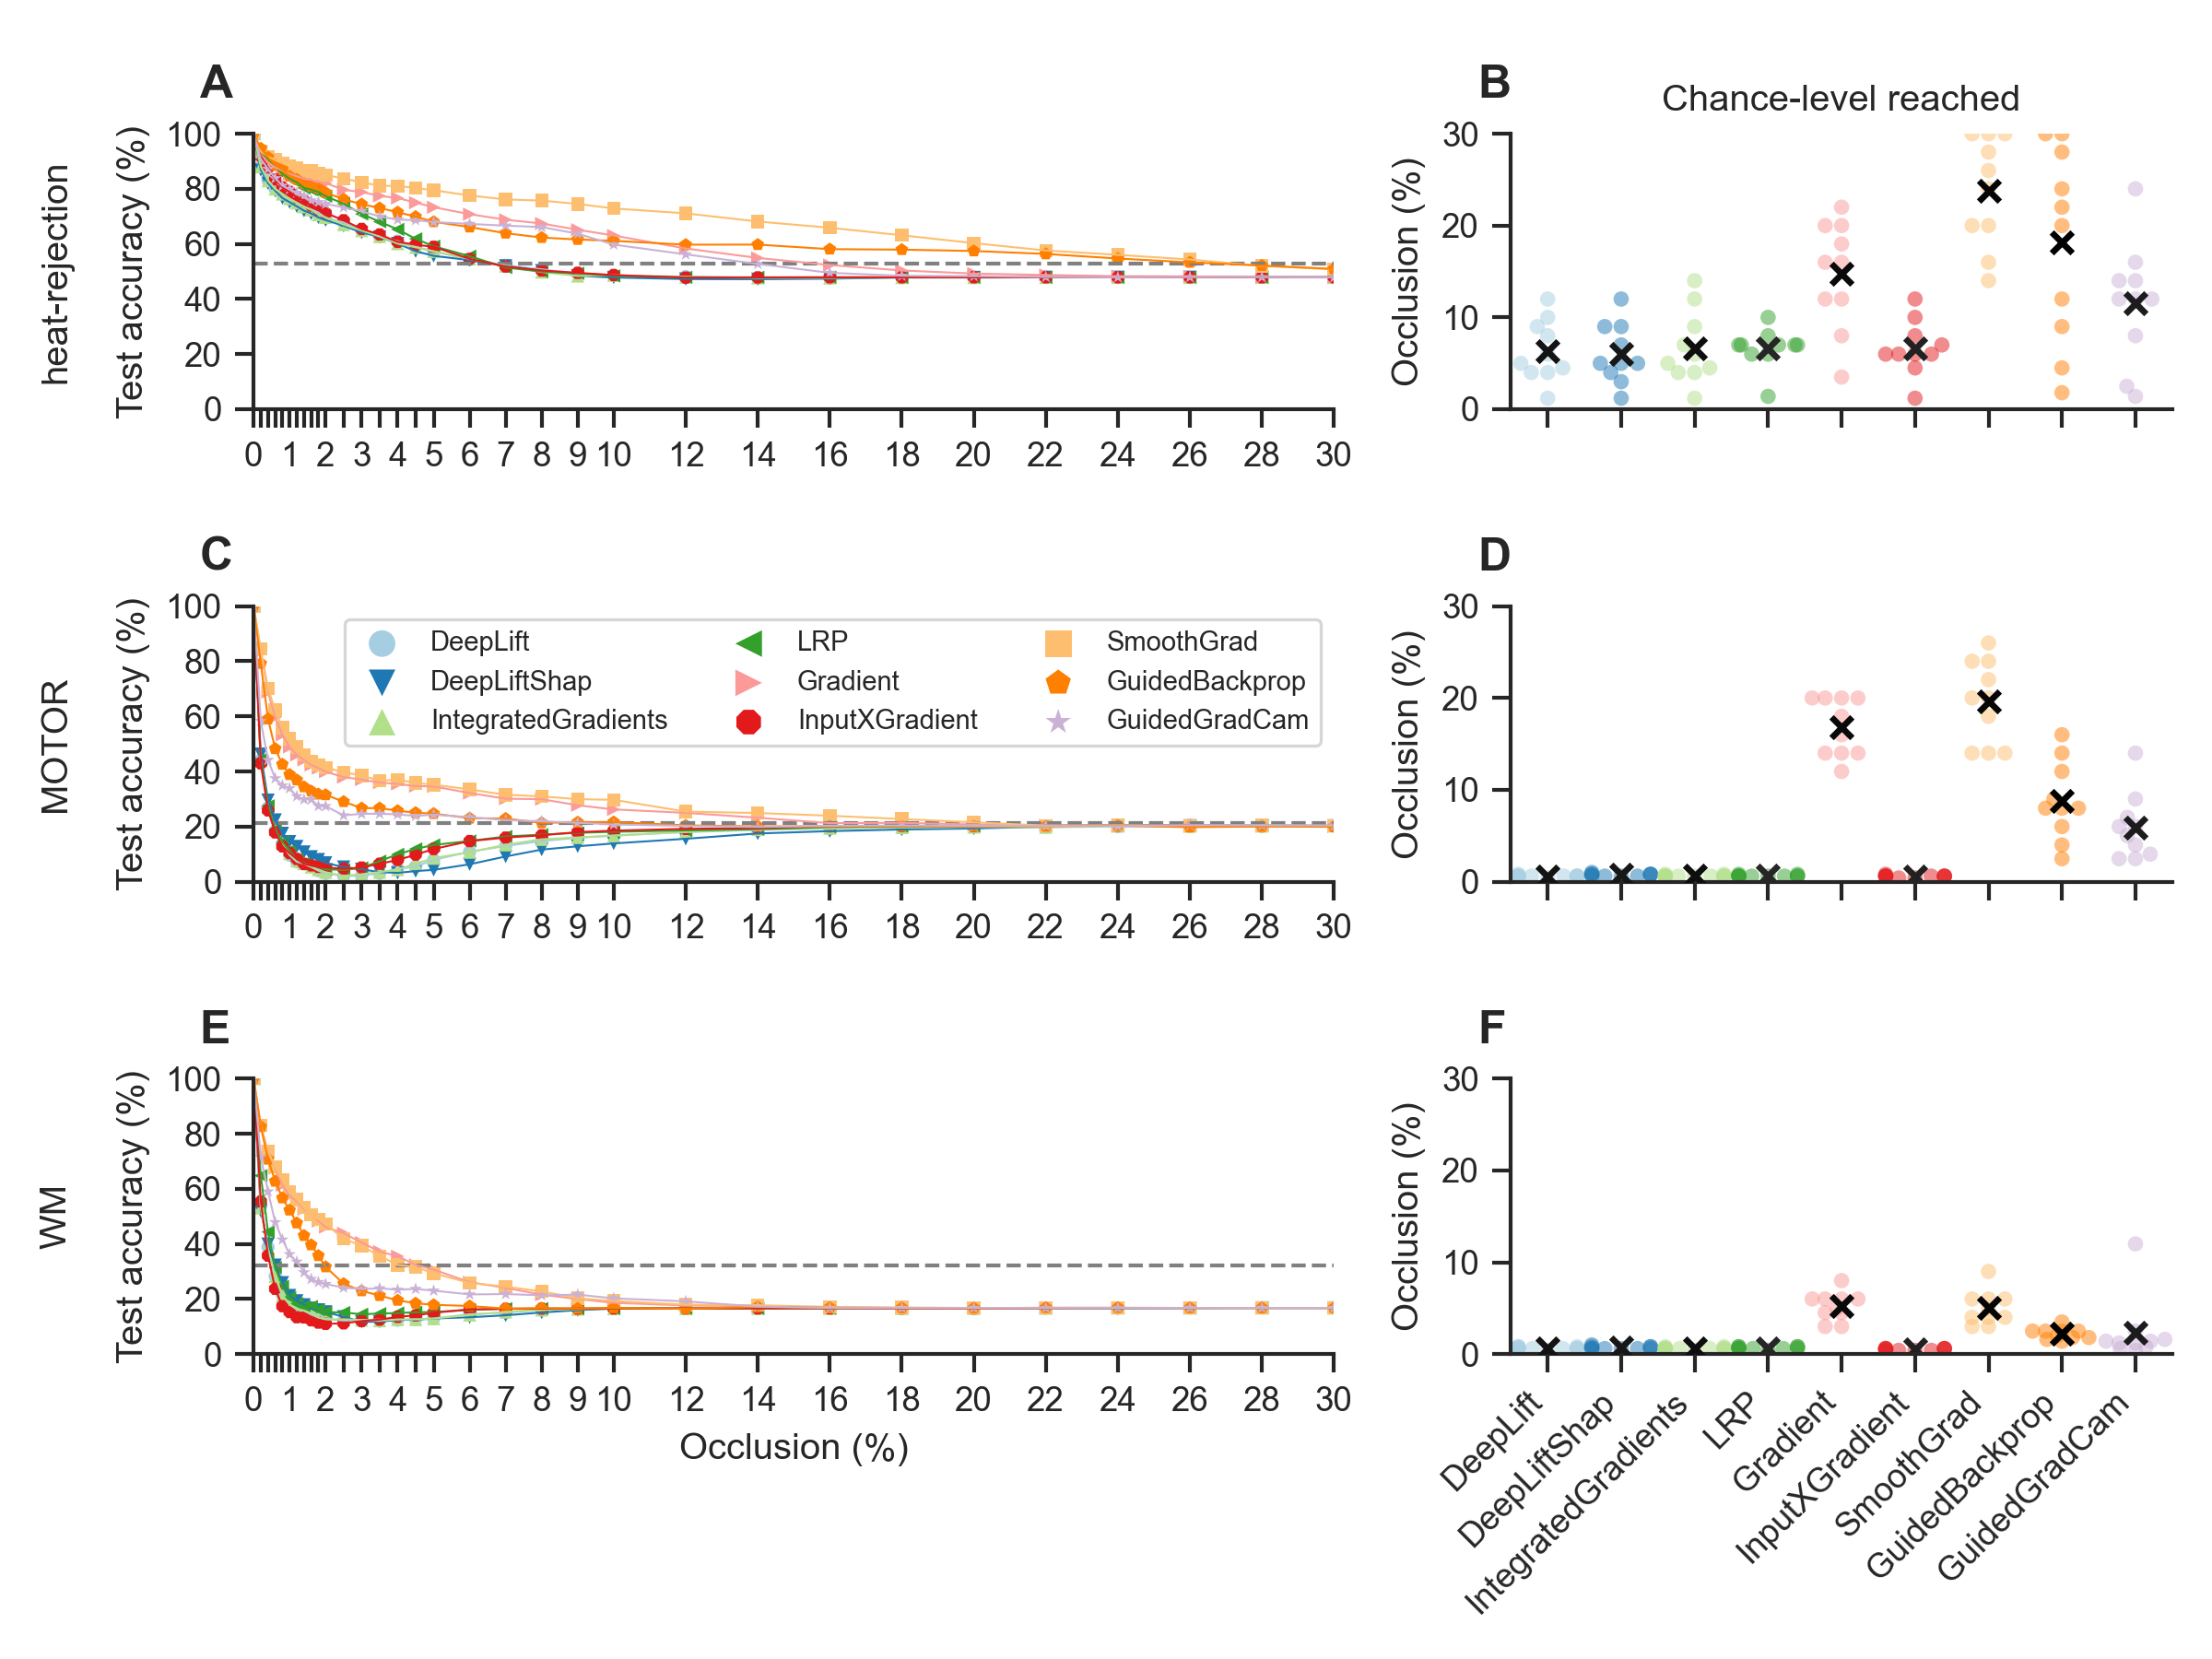 A
B
Chance-level reached
heat-rejection
Test accuracy (%)
100
80
60
40
20
0
0 1 2 3 4 5 6 7 8 9 10 12 14 16 18 20 22 24 26 28 30
Occlusion (%)
30
20
10
0
C
D
MOTOR
Test accuracy (%)
100
80
60
40
20
0
DeepLift
DeepLiftShap
IntegratedGradients
LRP
Gradient
InputXGradient
SmoothGrad
GuidedBackprop
GuidedGradCam
0 1 2 3 4 5 6 7 8 9 10 12 14 16 18 20 22 24 26 28 30
Occlusion (%)
30
20
10
0
E
F
WM
Test accuracy (%)
100
80
60
40
20
0
0 1 2 3 4 5 6 7 8 9 10 12 14 16 18 20 22 24 26 28 30
Occlusion (%)
Occlusion (%)
30
20
10
0
DeepLift
DeepLiftShap
IntegratedGradients
LRP
Gradient
InputXGradient
SmoothGrad
GuidedBackprop
GuidedGradCam